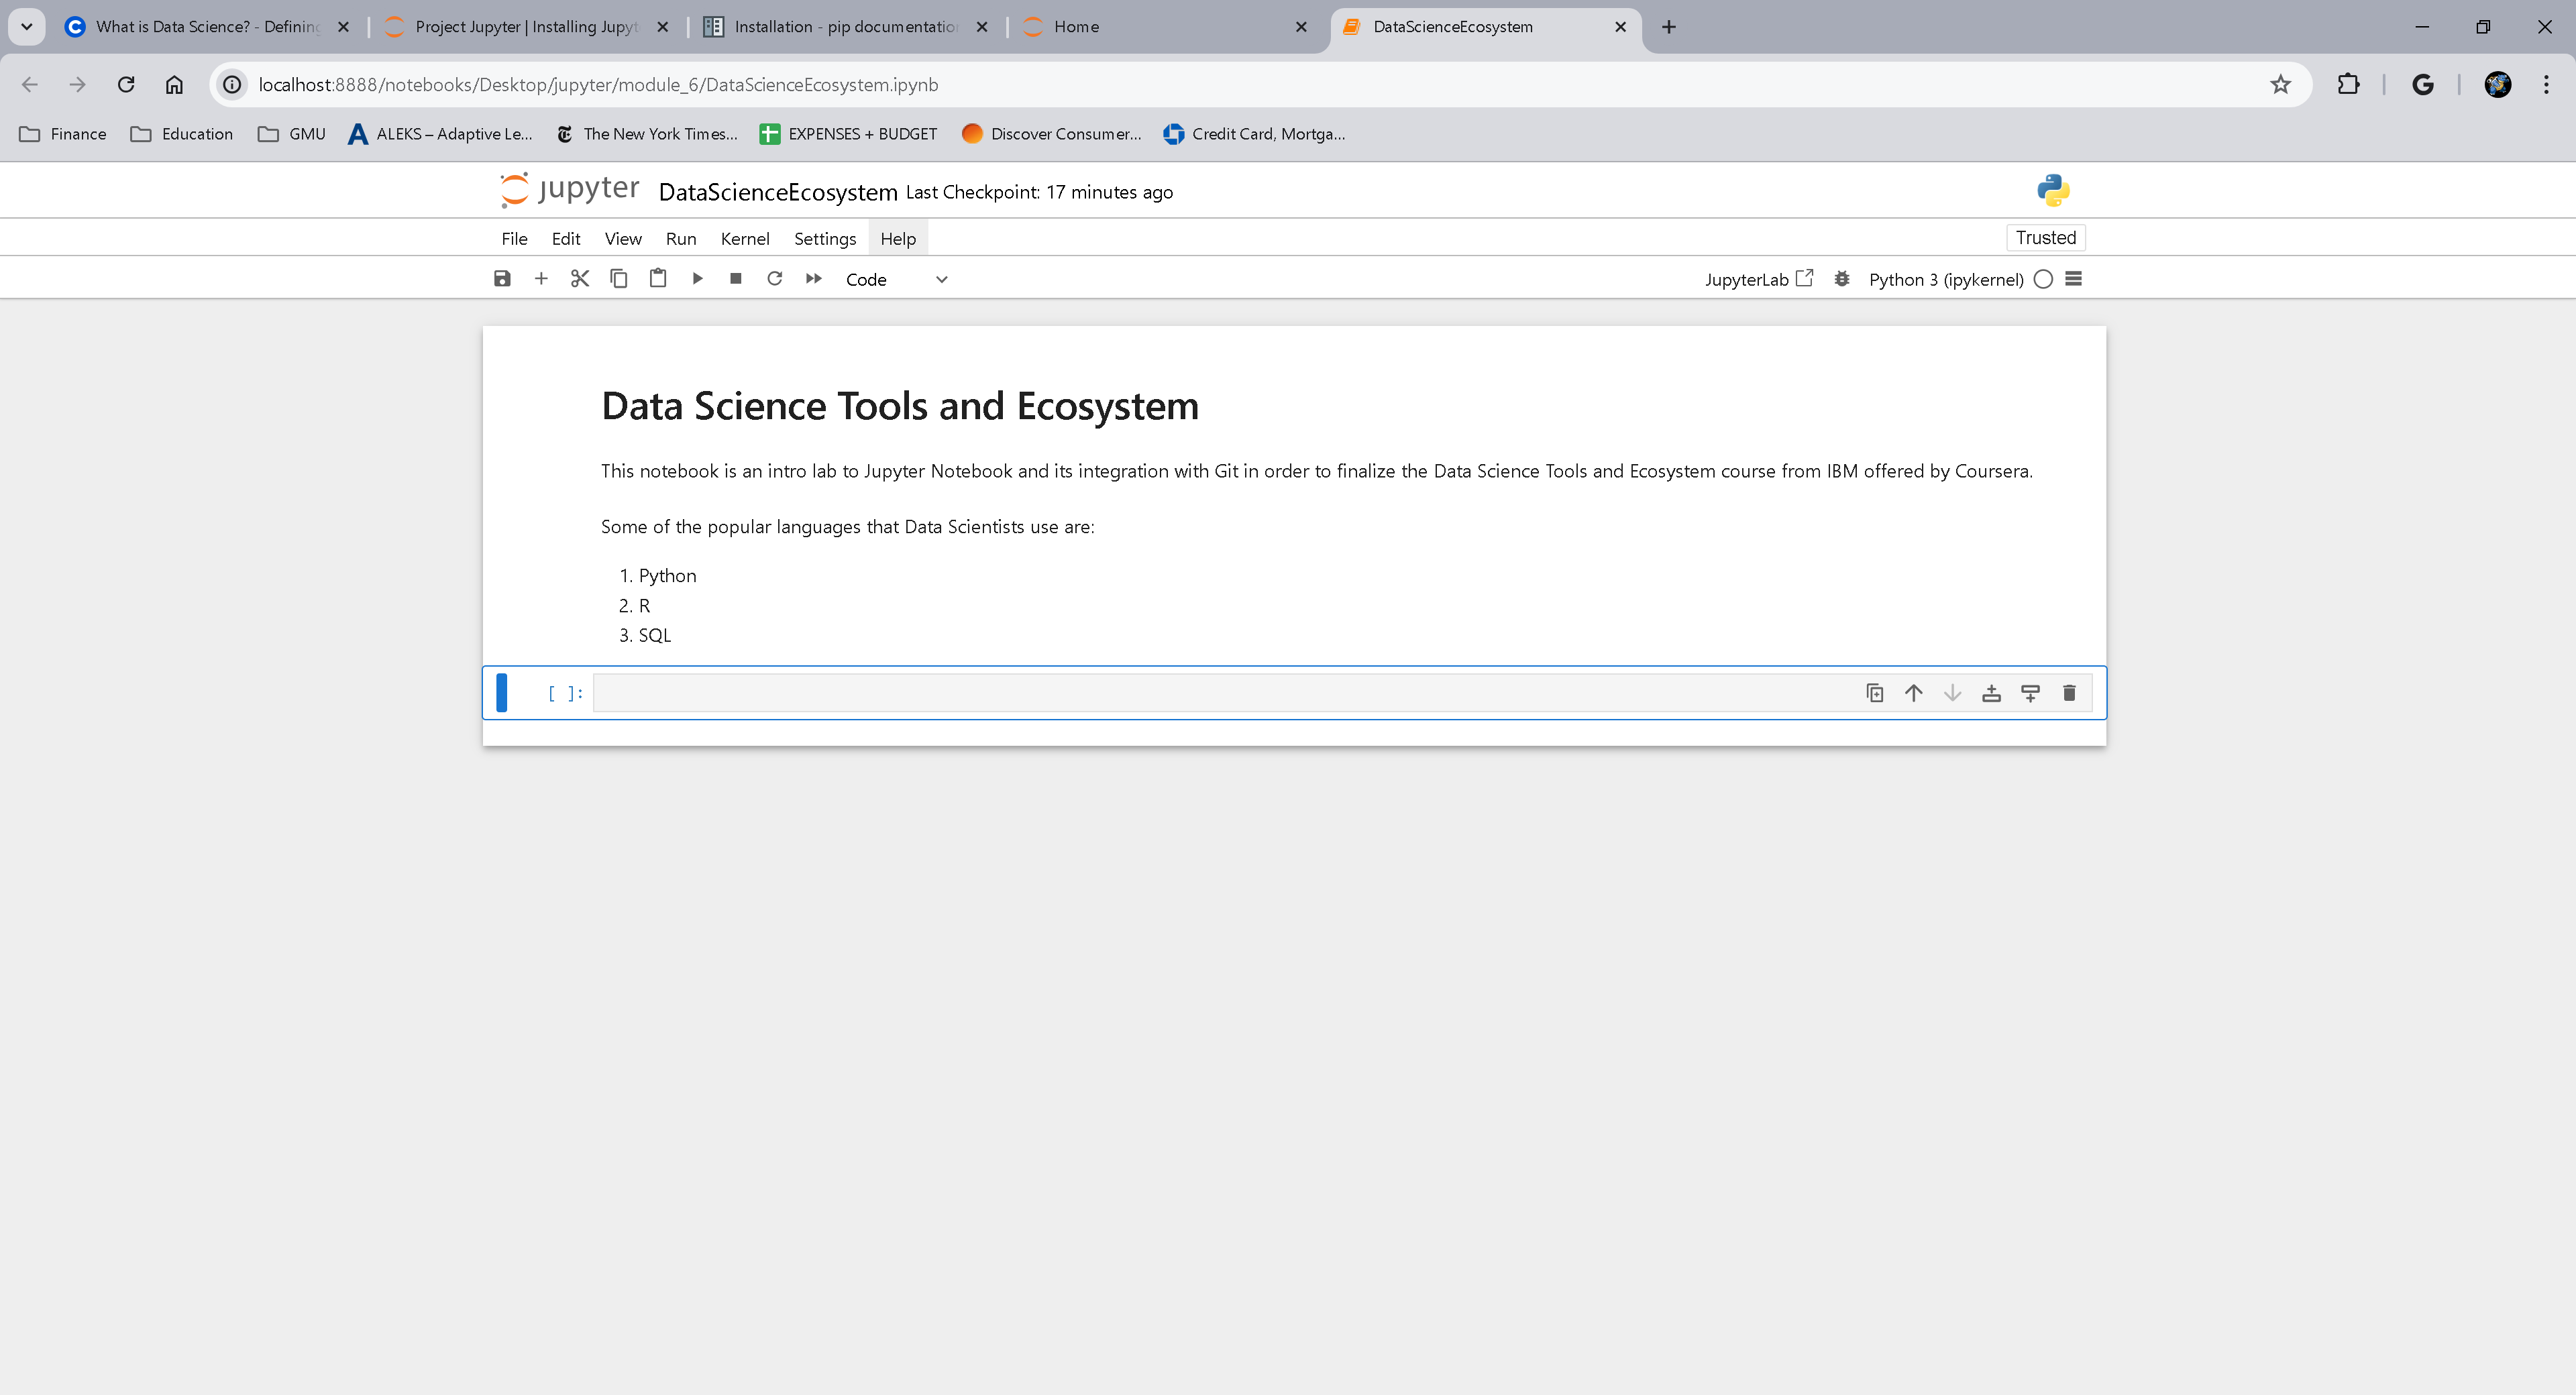 What is Data Science? - Defining
Project Jupyter | Installing Jupyt
Installation - pip documentation
Home
DataScienceEcosystem
localhost:8888/notebooks/Desktop/jupyter/module_6/DataScienceEcosystem.ipynb
Finance Education GMU ALEKS – Adaptive Le... The New York Times... EXPENSES + BUDGET Discover Consumer... Credit Card, Mortga...
jupyter DataScienceEcosystem Last Checkpoint: 17 minutes ago
File Edit View Run Kernel Settings Help Trusted
Code JupyterLab Python 3 (ipykernel)
Data Science Tools and Ecosystem
This notebook is an intro lab to Jupyter Notebook and its integration with Git in order to finalize the Data Science Tools and Ecosystem course from IBM offered by Coursera.
Some of the popular languages that Data Scientists use are:
1. Python
2. R
3. SQL
[ ]: